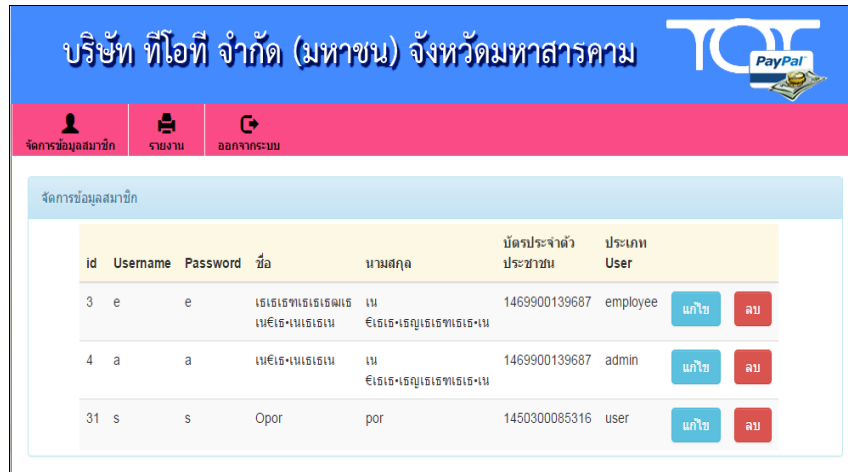 บริษัท ทีโอที จำกัด (มหาชน) จังหวัดมหาสารคาม
TOT
PayPal
จัดการข้อมูลสมาชิก รายงาน ออกจากระบบ
จัดการข้อมูลสมาชิก
id Username Password ชื่อ นามสกุล บัตรประจำตัว ประเภท
ประชาชน User
3 e e 1469900139687 employee แก้ไข ลบ
4 a a 1469900139687 admin แก้ไข ลบ
31 s s Opor por 1450300085316 user แก้ไข ลบ